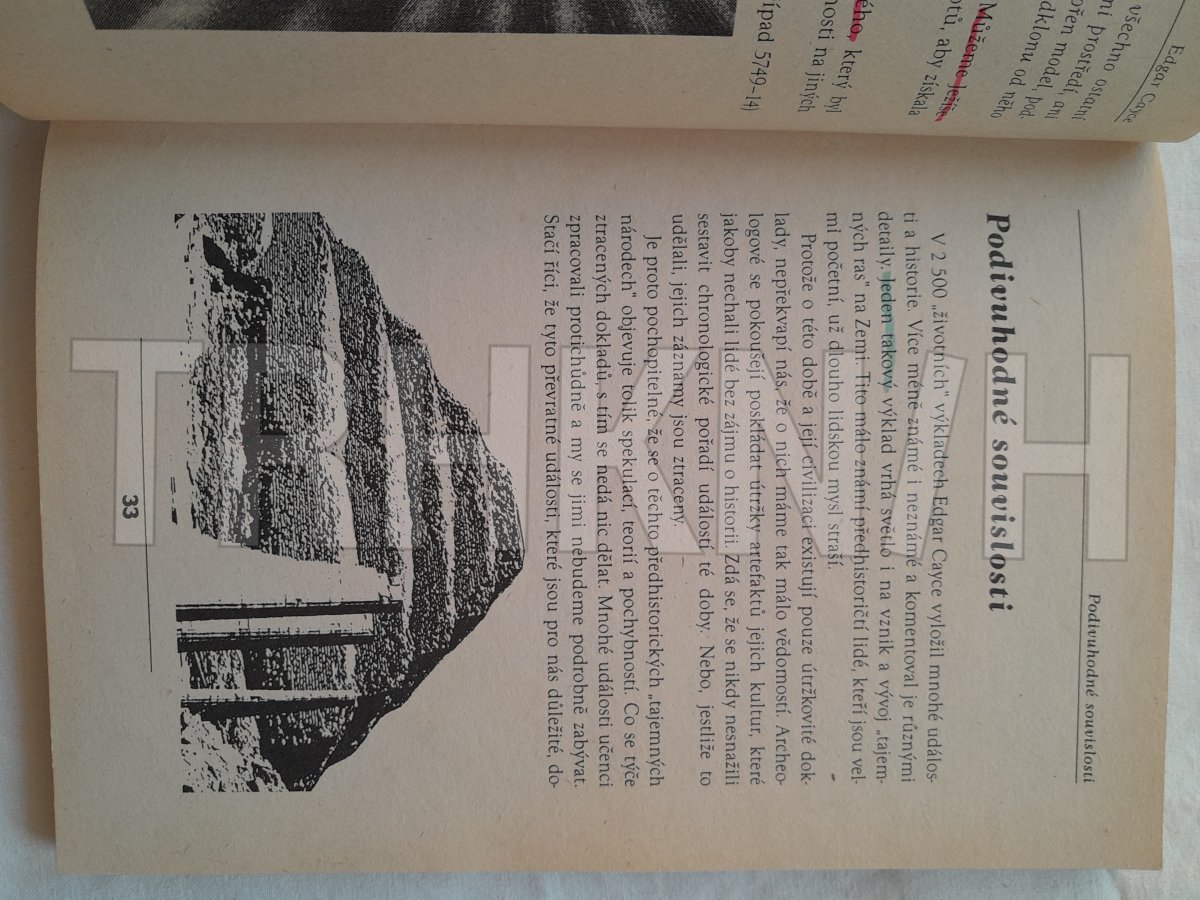 Edgar Cayce
všechno ostatní
ni prostředí, ani
ořen model, pod.
dklonu od něho
Můžeme Ježíše,
otů, aby získala
ého, který byl
nosti na jiných
řípad 5749–14)
Podivuhodné souvislosti
Podivuhodné souvislosti
V 2 500 „životních" výkladech Edgar Cayce vyložil mnohé událos-
ti a historie. Více méně známé i neznámé a komentoval je různými
detaily. Jeden takový výklad vrhá světlo i na vznik a vývoj „tajem-
ných ras" na Zemi. Tito málo známí předhistoričtí lidé, kteří jsou vel-
mi početní, už dlouho lidskou mysl straší.
Protože o této době a její civilizaci existují pouze útržkovité dok-
lady, nepřekvapí nás, že o nich máme tak málo vědomostí. Archeo-
logové se pokoušejí poskládat útržky artefaktů jejich kultur, které
jakoby nechali lidé bez zájmu o historii. Zdá se, že se nikdy nesnažili
sestavit chronologické pořadí událostí té doby. Nebo, jestliže to
udělali, jejich záznamy jsou ztraceny.
Je proto pochopitelné, že se o těchto předhistorických „tajemných
národech" objevuje tolik spekulací, teorií a pochybností. Co se týče
ztracených dokladů, s tím se nedá nic dělat. Mnohé události učenci
zpracovali protichůdně a my se jimi nebudeme podrobně zabývat.
Stačí říci, že tyto převratné události, které jsou pro nás důležité, do-
33
TRHKNIH